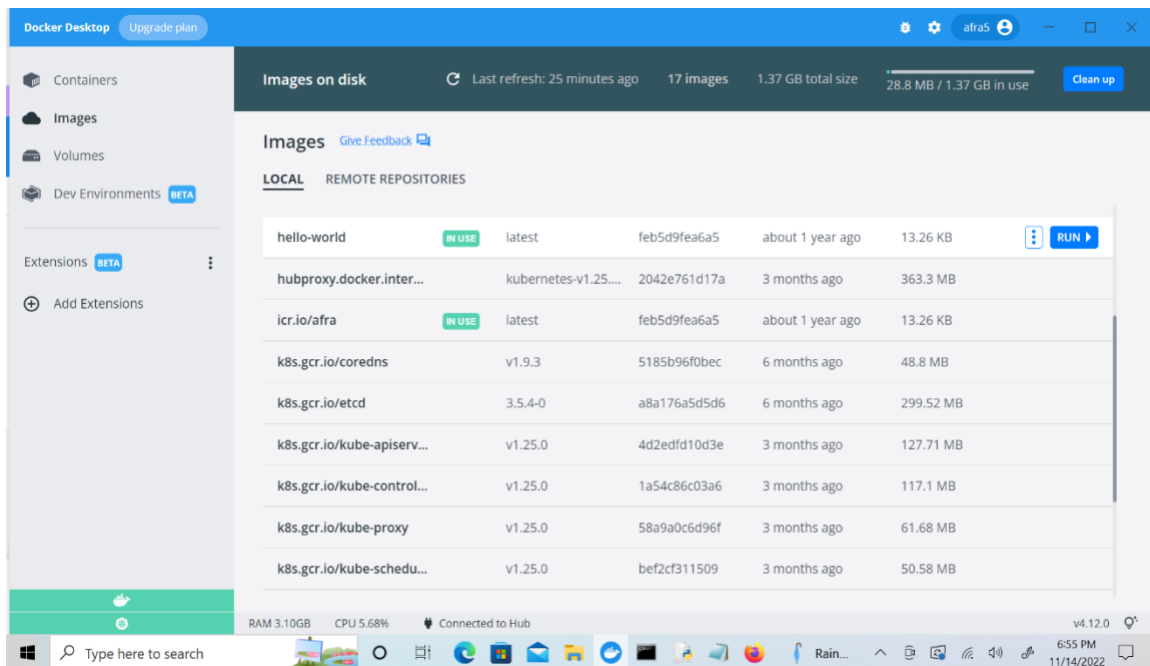 Docker Desktop Upgrade plan afra5
Containers
Images
Volumes
Dev Environments BETA
Extensions BETA
Add Extensions
Images on disk Last refresh: 25 minutes ago 17 images 1.37 GB total size 28.8 MB / 1.37 GB in use Clean up
Images Give Feedback
LOCAL REMOTE REPOSITORIES
hello-world IN USE latest feb5d9fea6a5 about 1 year ago 13.26 KB RUN
hubproxy.docker.inter... kubernetes-v1.25.... 2042e761d17a 3 months ago 363.3 MB
icr.io/afra IN USE latest feb5d9fea6a5 about 1 year ago 13.26 KB
k8s.gcr.io/coredns v1.9.3 5185b96f0bec 6 months ago 48.8 MB
k8s.gcr.io/etcd 3.5.4-0 a8a176a5d5d6 6 months ago 299.52 MB
k8s.gcr.io/kube-apiserv... v1.25.0 4d2edfd10d3e 3 months ago 127.71 MB
k8s.gcr.io/kube-control... v1.25.0 1a54c86c03a6 3 months ago 117.1 MB
k8s.gcr.io/kube-proxy v1.25.0 58a9a0c6d96f 3 months ago 61.68 MB
k8s.gcr.io/kube-schedu... v1.25.0 bef2cf311509 3 months ago 50.58 MB
RAM 3.10GB CPU 5.68% Connected to Hub v4.12.0
Type here to search Rain... 6:55 PM
11/14/2022